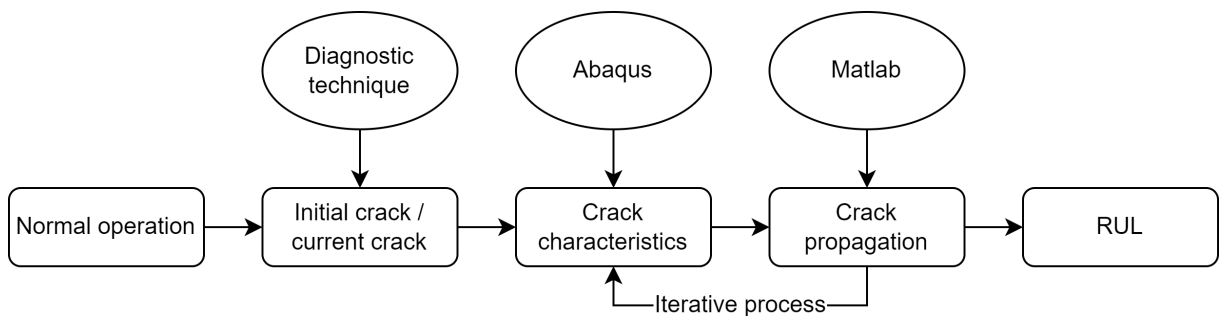 Diagnostic
technique
Abaqus
Matlab
Normal operation
Initial crack /
current crack
Crack
characteristics
Crack
propagation
RUL
Iterative process